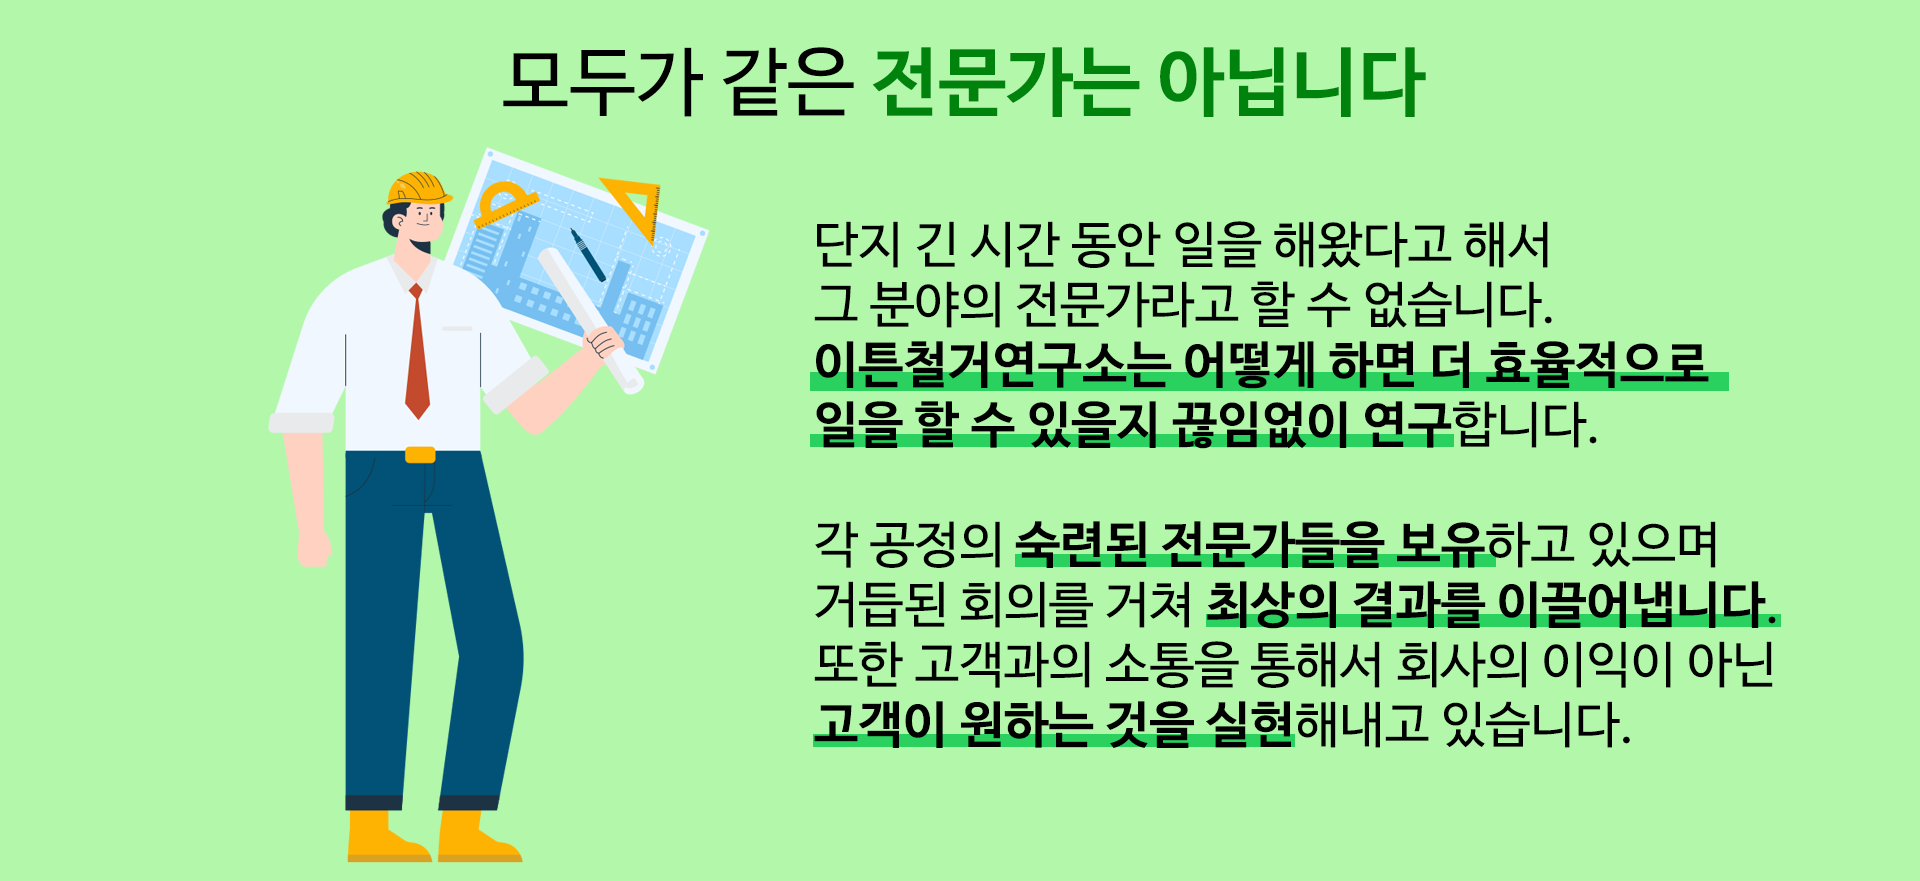 모두가 같은 전문가는 아닙니다
단지 긴 시간 동안 일을 해왔다고 해서
그 분야의 전문가라고 할 수 없습니다.
이튼철거연구소는 어떻게 하면 더 효율적으로
일을 할 수 있을지 끊임없이 연구합니다.
각 공정의 숙련된 전문가들을 보유하고 있으며
거듭된 회의를 거쳐 최상의 결과를 이끌어냅니다.
또한 고객과의 소통을 통해서 회사의 이익이 아닌
고객이 원하는 것을 실현해내고 있습니다.